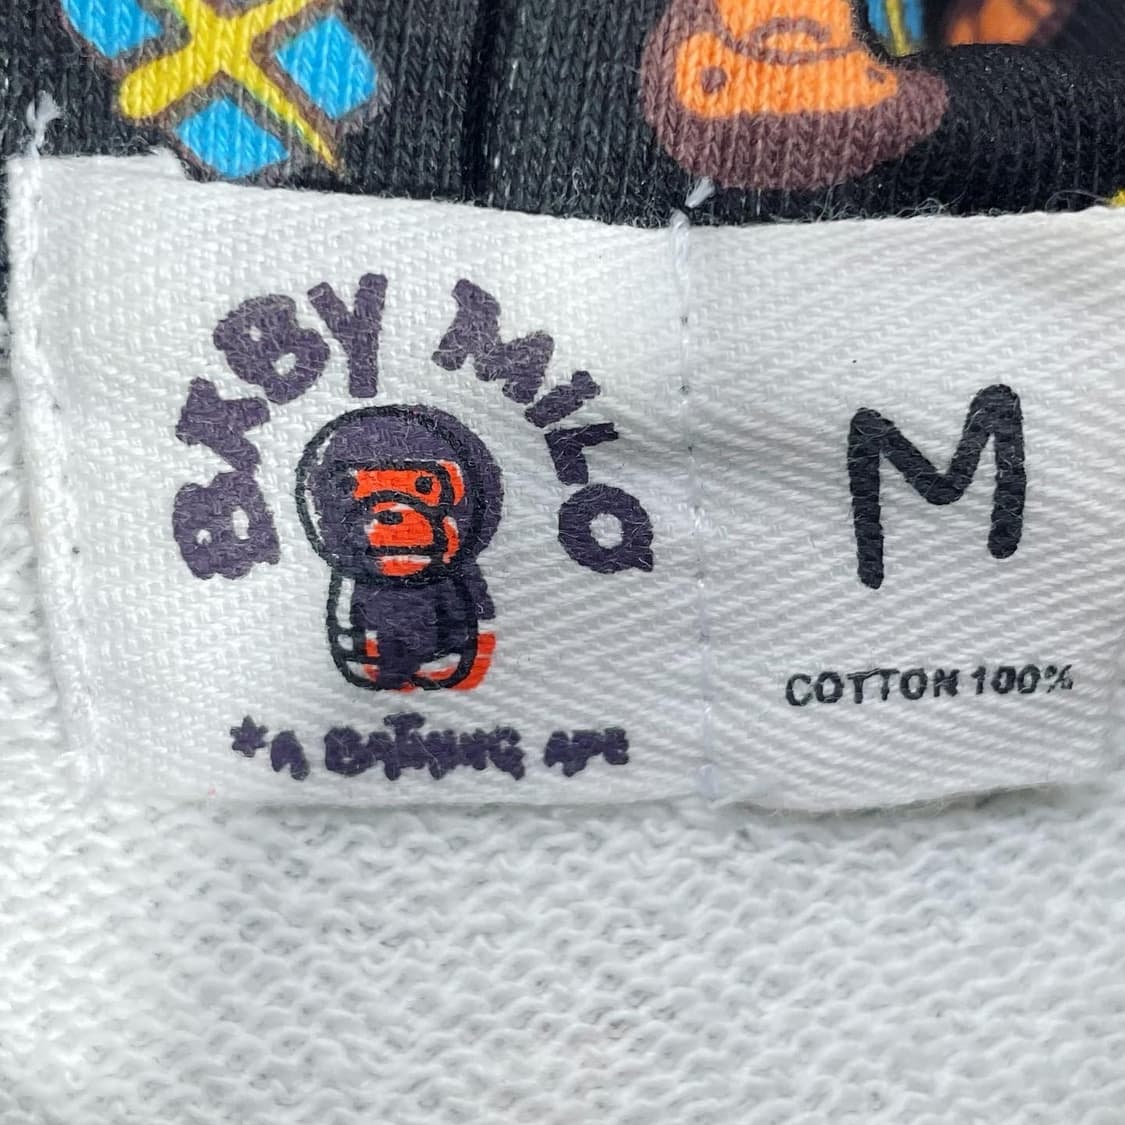 BABY MILO
*A BATHING APE
M
COTTON 100%